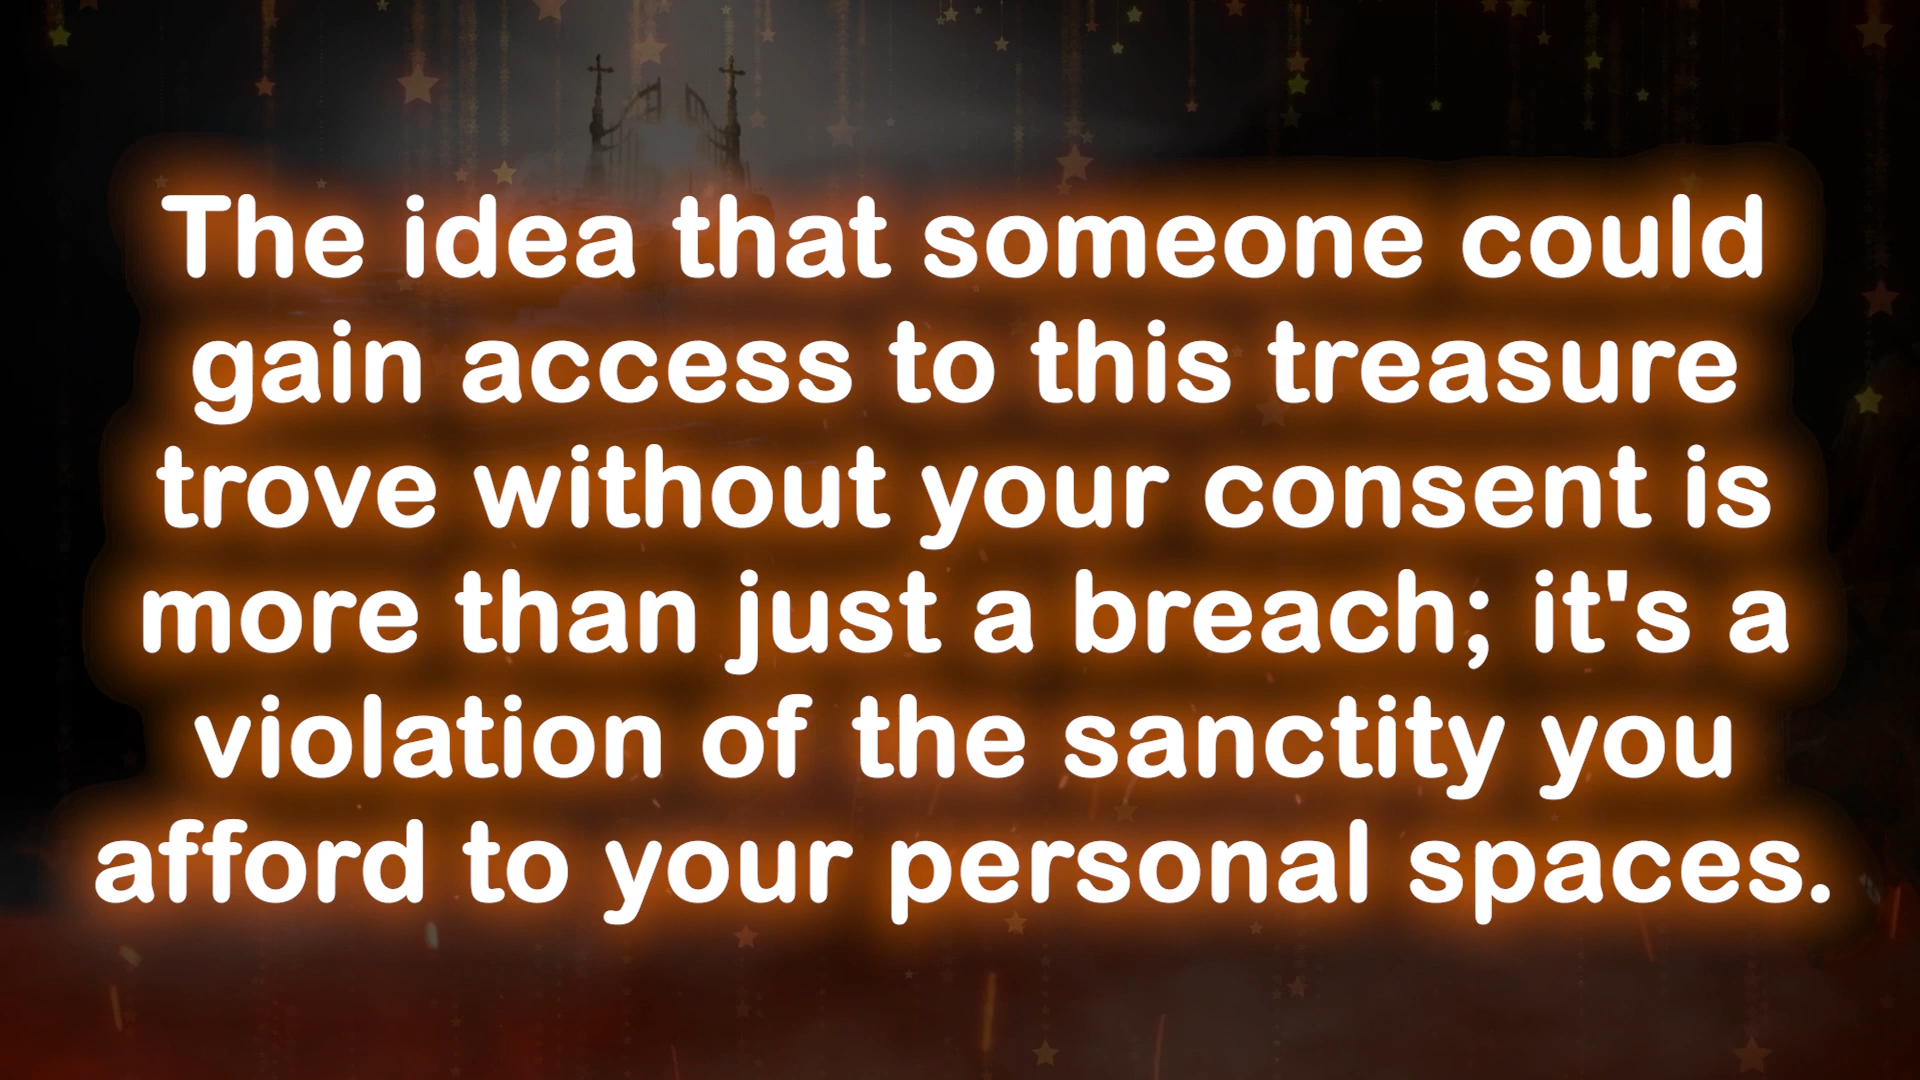 The idea that someone could
gain access to this treasure
trove without your consent is
more than just a breach; it's a
violation of the sanctity you
afford to your personal spaces.